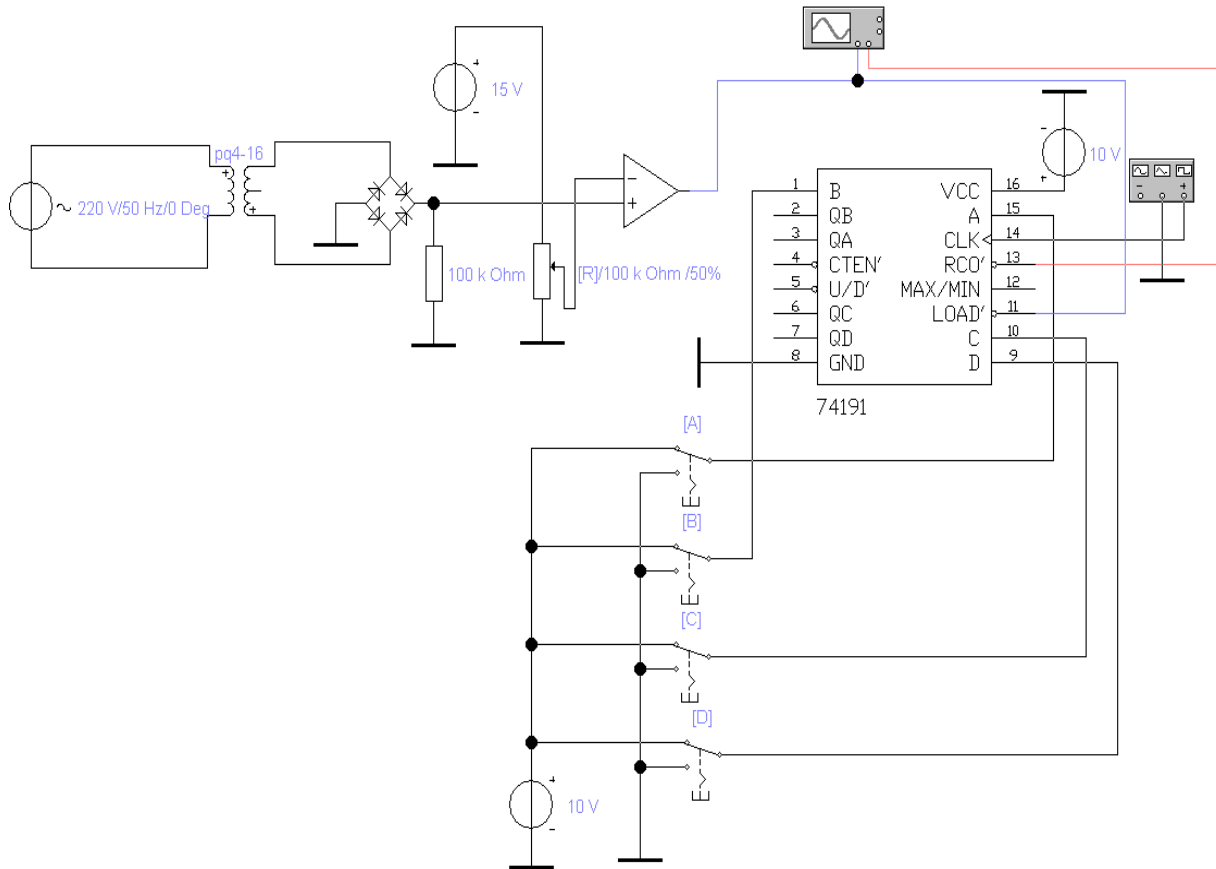 15 V
10 V
pq4-16
220 V/50 Hz/0 Deg
100 k Ohm
[R]/100 k Ohm /50%
1 B VCC 16
2 QB A 15
3 QA CLK 14
4 CTEN' RCO' 13
5 U/D' MAX/MIN 12
6 QC LOAD' 11
7 QD C 10
8 GND D 9
74191
[A]
[B]
[C]
[D]
10 V